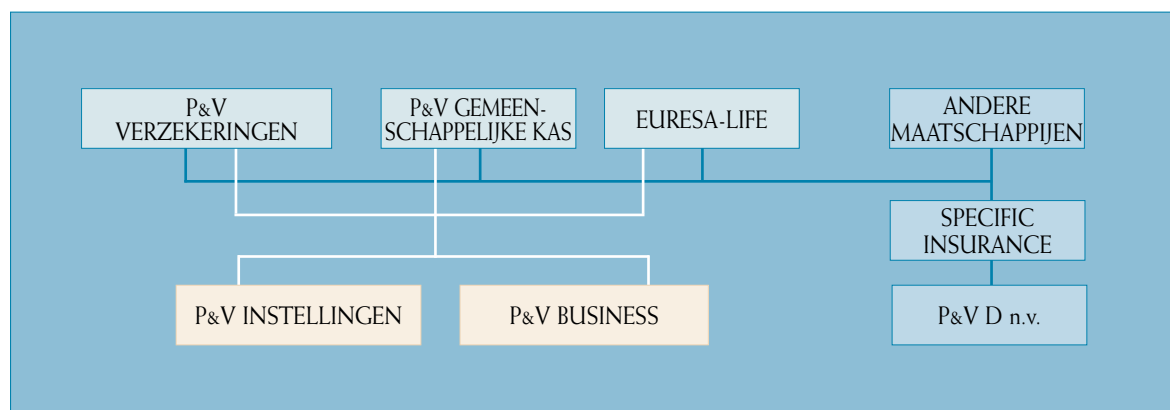 P&V
VERZEKERINGEN
P&V GEMEEN-
SCHAPPELIJKE KAS
EURESA-LIFE
ANDERE
MAATSCHAPPIJEN
SPECIFIC
INSURANCE
P&V INSTELLINGEN
P&V BUSINESS
P&V D n.v.